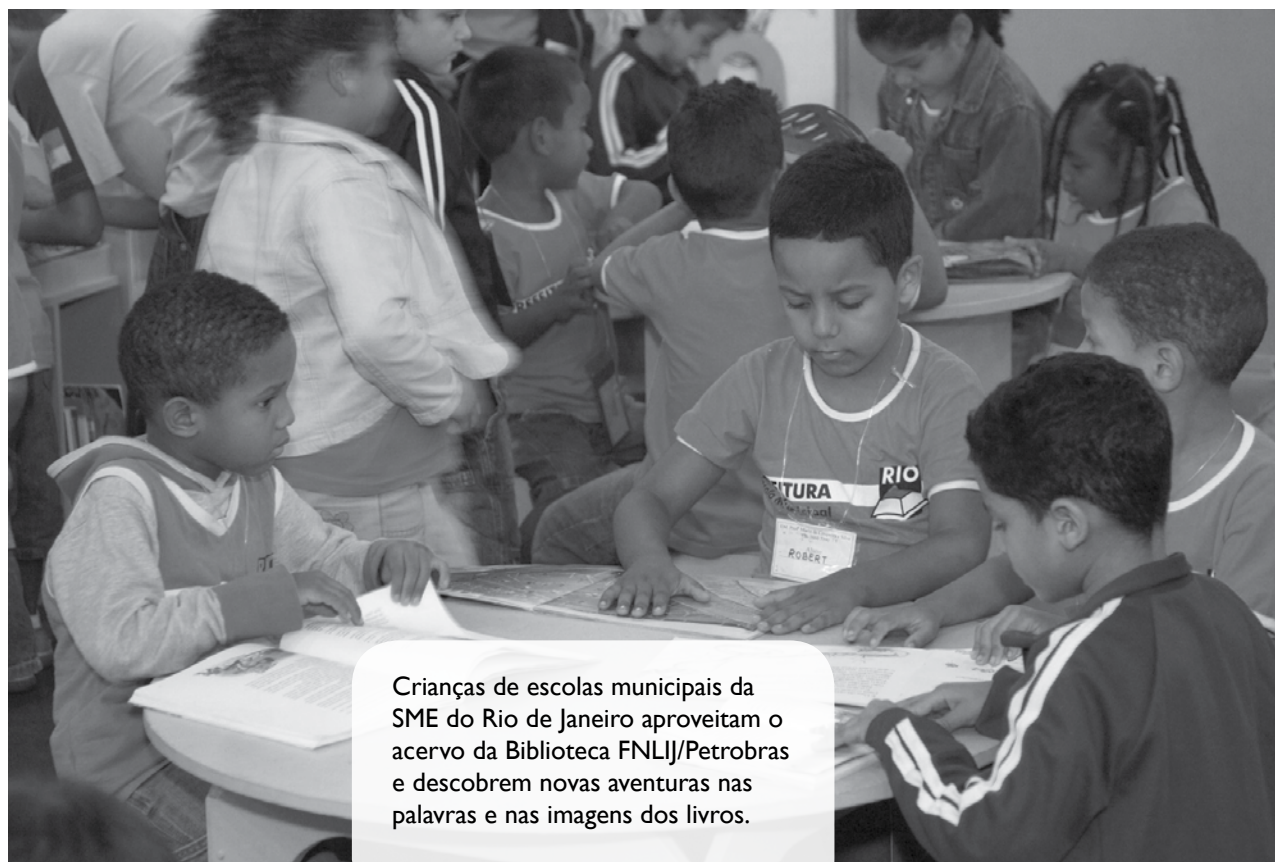 RIO
ROBERT
Crianças de escolas municipais da
SME do Rio de Janeiro aproveitam o
acervo da Biblioteca FNLIJ/Petrobras
e descobrem novas aventuras nas
palavras e nas imagens dos livros.